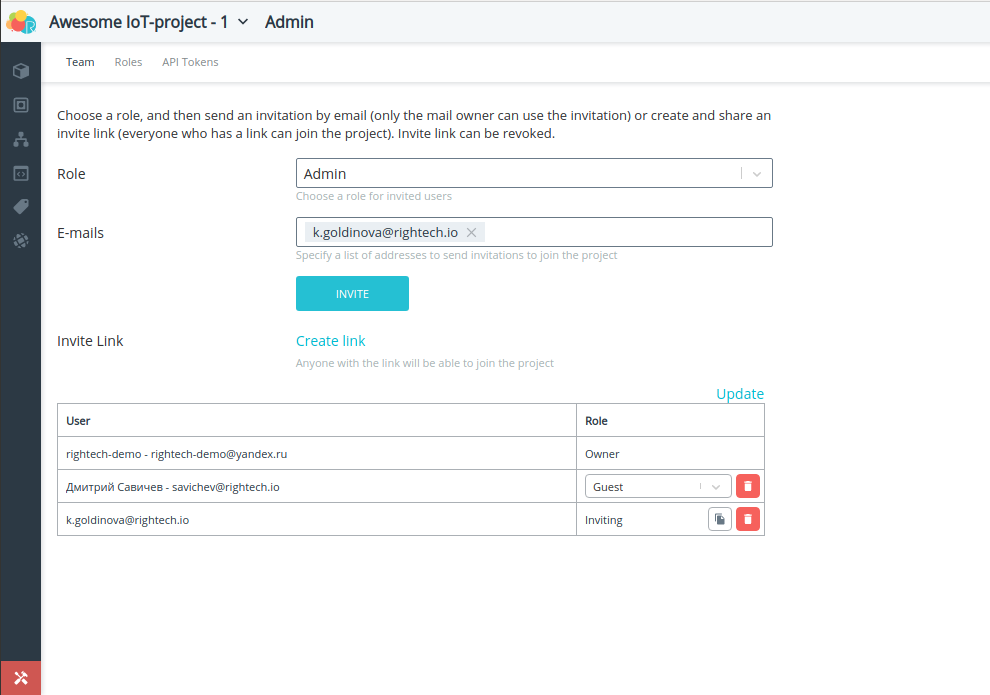 Awesome IoT-project - 1 Admin
Team Roles API Tokens
Choose a role, and then send an invitation by email (only the mail owner can use the invitation) or create and share an
invite link (everyone who has a link can join the project). Invite link can be revoked.
Role Admin
Choose a role for invited users
E-mails k.goldinova@rightech.io
Specify a list of addresses to send invitations to join the project
INVITE
Invite Link Create link
Anyone with the link will be able to join the project
Update
User Role
rightech-demo - rightech-demo@yandex.ru Owner
Дмитрий Савичев - savichev@rightech.io Guest
k.goldinova@rightech.io Inviting